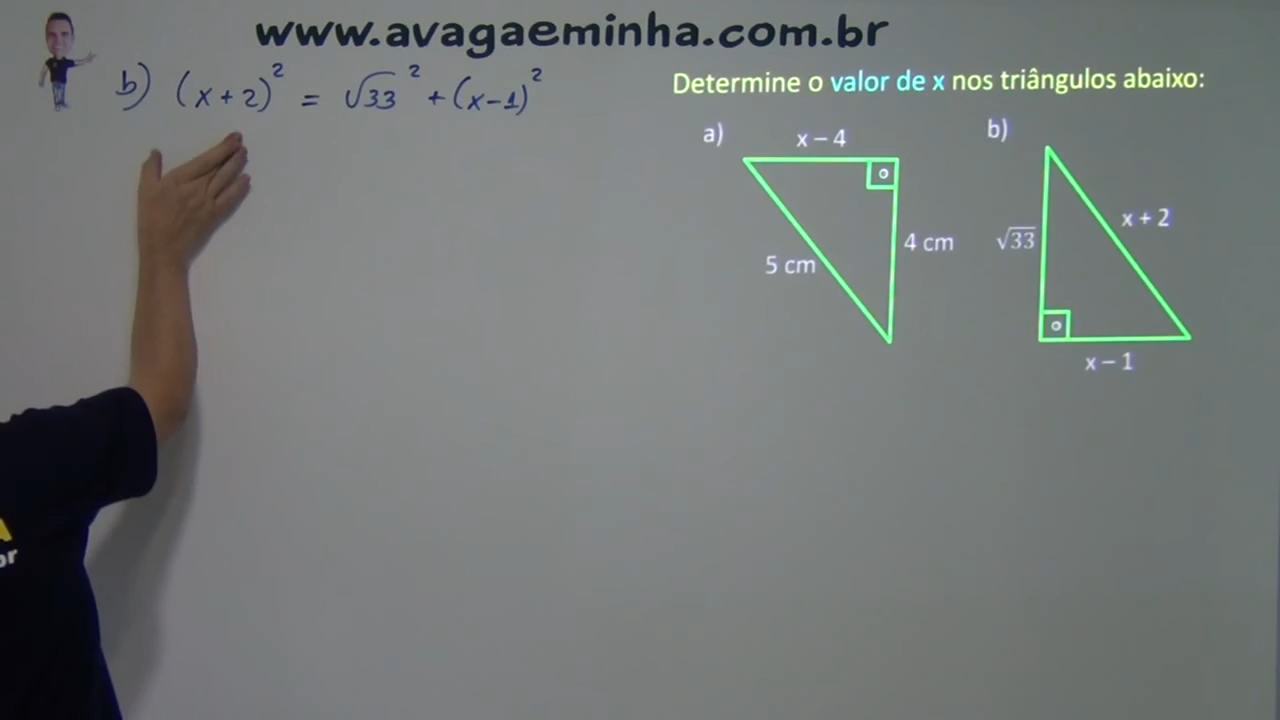 www.avagaeminha.com.br
b) (x+2)² = √33² + (x-1)²
Determine o valor de x nos triângulos abaixo:
a)
x – 4
5 cm
4 cm
b)
√33
x + 2
x – 1
A
or